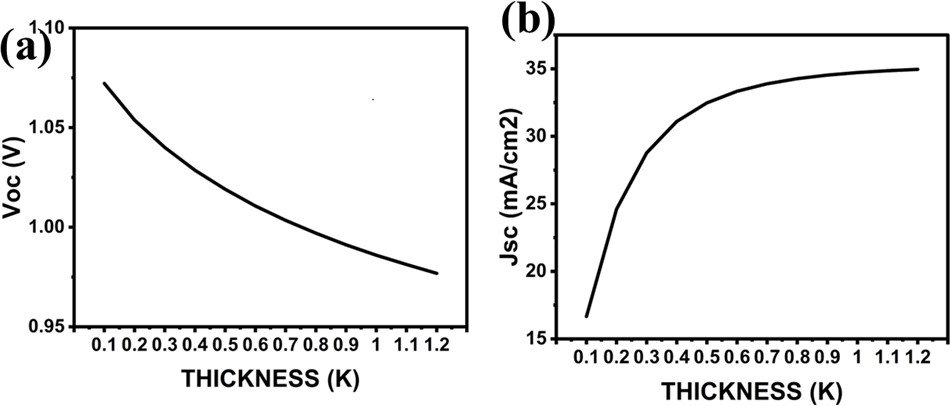 (a)
Voc (V)
1.10
1.05
1.00
0.95
0.1 0.2 0.3 0.4 0.5 0.6 0.7 0.8 0.9 1 1.1 1.2
THICKNESS (K)
(b)
Jsc (mA/cm2)
35
30
25
20
15
0.1 0.2 0.3 0.4 0.5 0.6 0.7 0.8 0.9 1 1.1 1.2
THICKNESS (K)